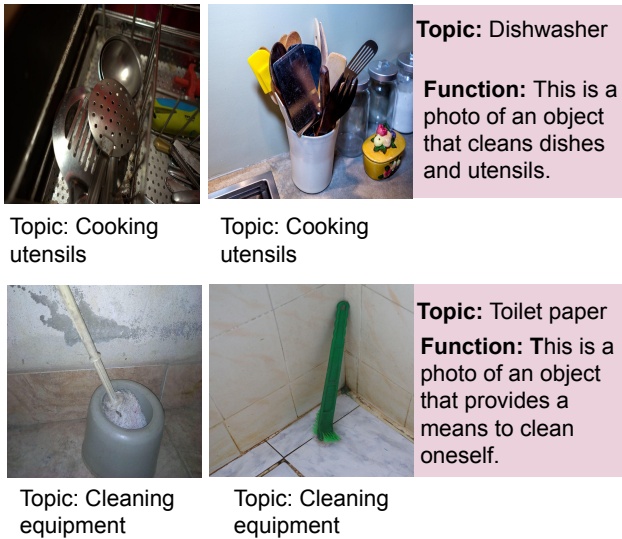 Topic: Dishwasher
Function: This is a
photo of an object
that cleans dishes
and utensils.
Topic: Cooking
utensils
Topic: Cooking
utensils
Topic: Toilet paper
Function: This is a
photo of an object
that provides a
means to clean
oneself.
Topic: Cleaning
equipment
Topic: Cleaning
equipment